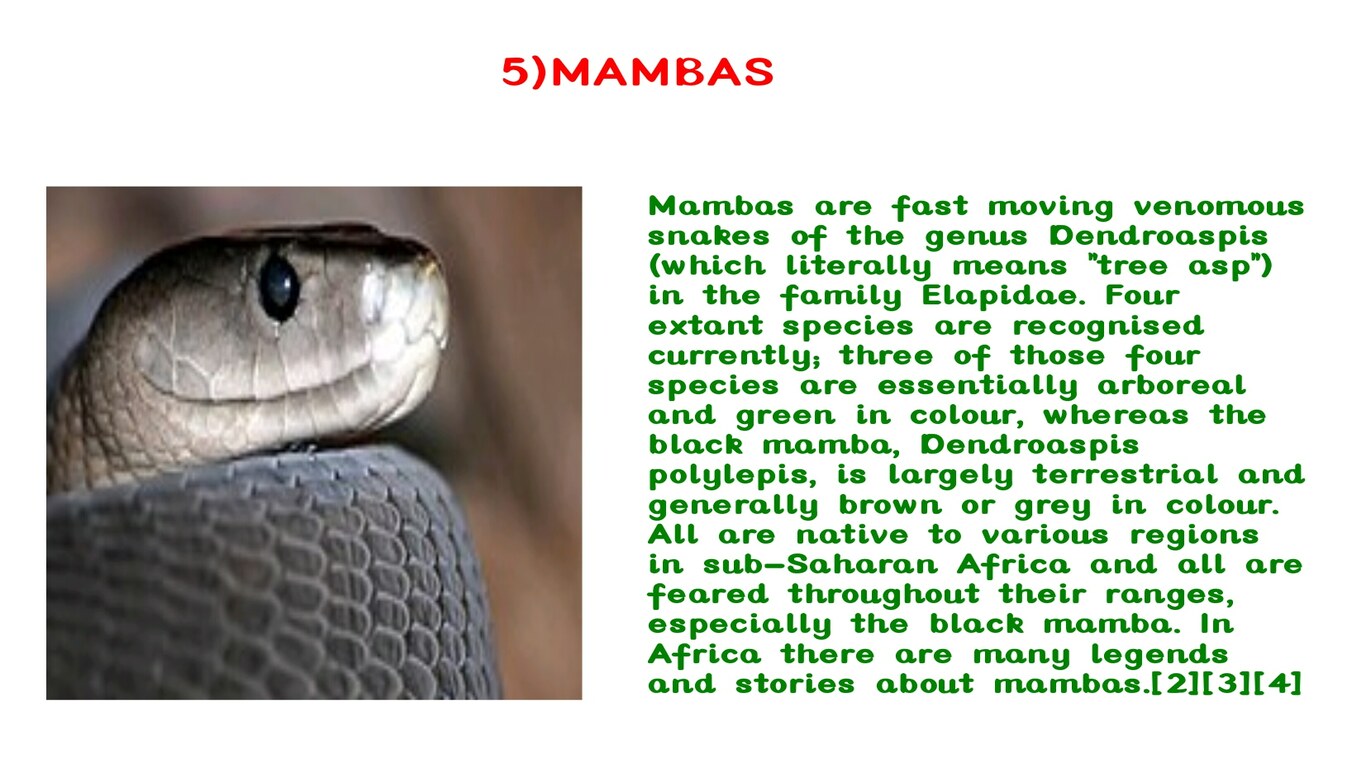 5)MAMBAS
Mambas are fast moving venomous
snakes of the genus Dendroaspis
(which literally means "tree asp")
in the family Elapidae. Four
extant species are recognised
currently; three of those four
species are essentially arboreal
and green in colour, whereas the
black mamba, Dendroaspis
polylepis, is largely terrestrial and
generally brown or grey in colour.
All are native to various regions
in sub-Saharan Africa and all are
feared throughout their ranges,
especially the black mamba. In
Africa there are many legends
and stories about mambas.[2][3][4]